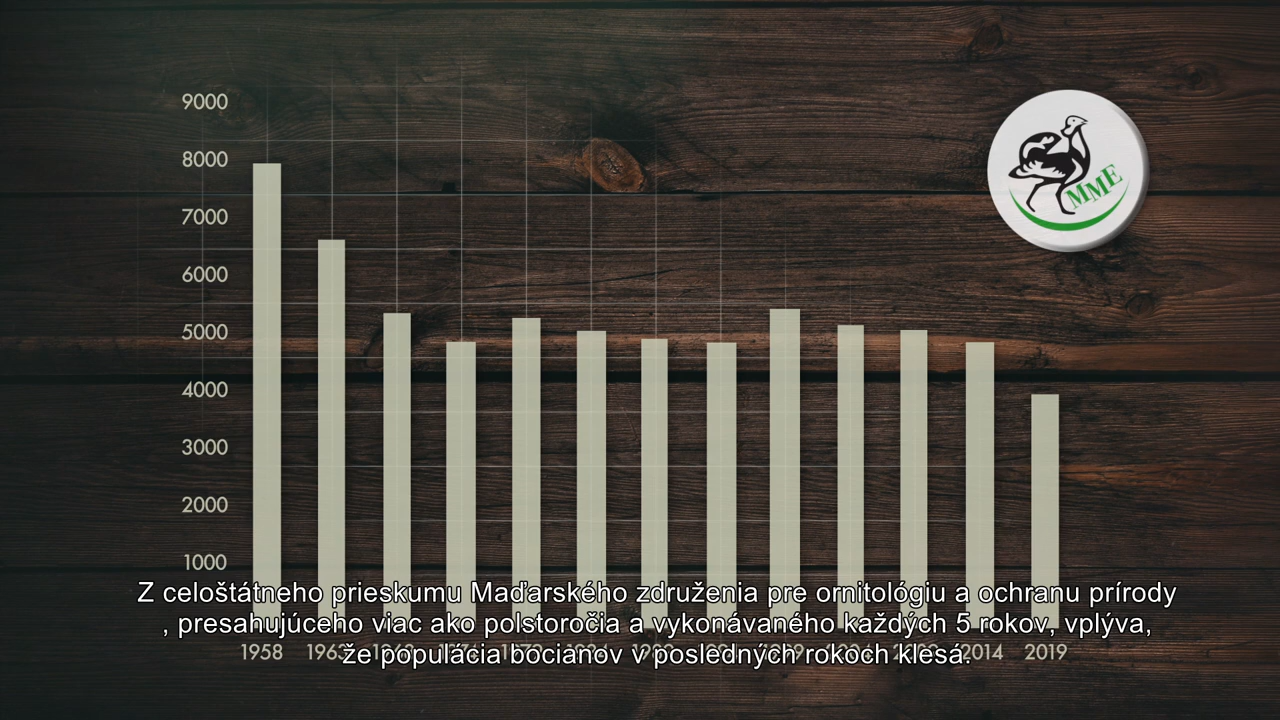 9000
8000
7000
6000
5000
4000
3000
2000
1000
MME
Z celoštátneho prieskumu Maďarského združenia pre ornitológiu a ochranu prírody
, presahujúceho viac ako polstoročia a vykonávaného každých 5 rokov, vplýva,
že populácia bocianov v posledných rokoch klesá.
1958 2014 2019